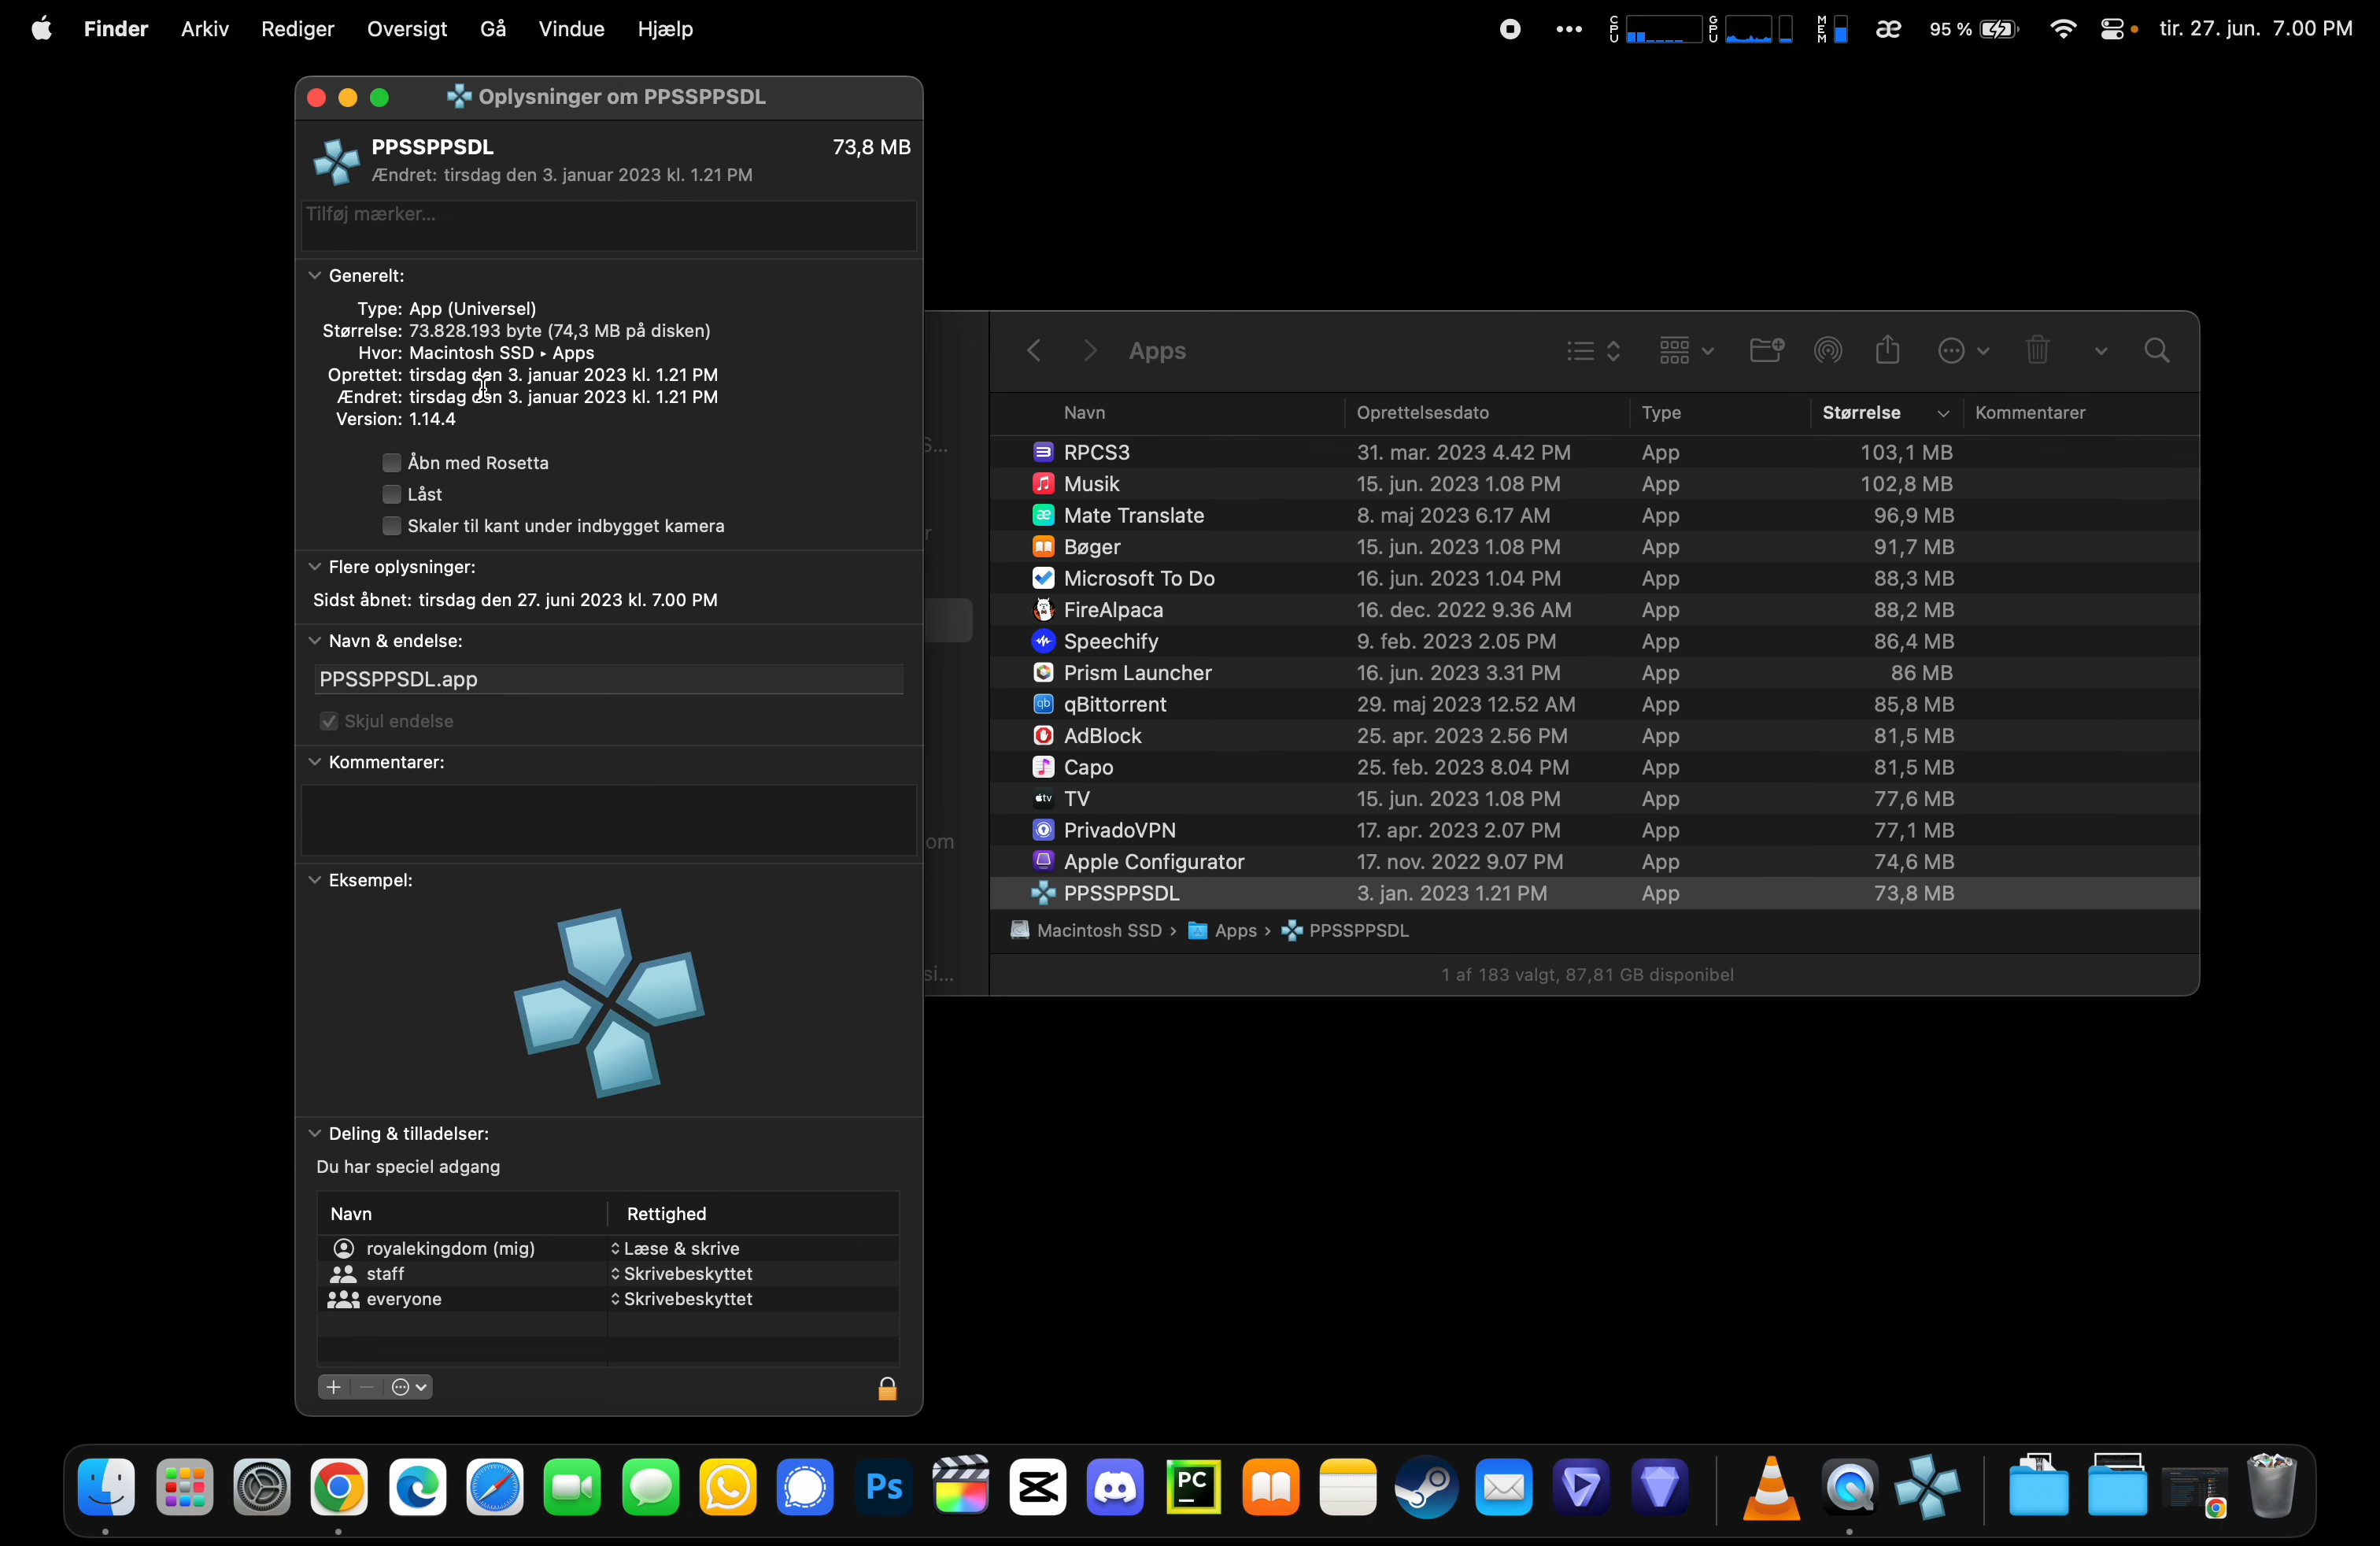 Finder Arkiv Rediger Oversigt Gå Vindue Hjælp
CPU GPU MEM æ 95 % tir. 27. jun. 7.00 PM
Oplysninger om PPSSPPSDL
PPSSPPSDL 73,8 MB
Ændret: tirsdag den 3. januar 2023 kl. 1.21 PM
Tilføj mærker...
Generelt:
Type: App (Universel)
Størrelse: 73.828.193 byte (74,3 MB på disken)
Hvor: Macintosh SSD ▸ Apps
Oprettet: tirsdag den 3. januar 2023 kl. 1.21 PM
Ændret: tirsdag den 3. januar 2023 kl. 1.21 PM
Version: 1.14.4
Åbn med Rosetta
Låst
Skaler til kant under indbygget kamera
Flere oplysninger:
Sidst åbnet: tirsdag den 27. juni 2023 kl. 7.00 PM
Navn & endelse:
PPSSPPSDL.app
Skjul endelse
Kommentarer:
Eksempel:
Deling & tilladelser:
Du har speciel adgang
Navn Rettighed
royalekingdom (mig) Læse & skrive
staff Skrivebeskyttet
everyone Skrivebeskyttet
Apps
Navn Oprettelsesdato Type Størrelse Kommentarer
RPCS3 31. mar. 2023 4.42 PM App 103,1 MB
Musik 15. jun. 2023 1.08 PM App 102,8 MB
Mate Translate 8. maj 2023 6.17 AM App 96,9 MB
Bøger 15. jun. 2023 1.08 PM App 91,7 MB
Microsoft To Do 16. jun. 2023 1.04 PM App 88,3 MB
FireAlpaca 16. dec. 2022 9.36 AM App 88,2 MB
Speechify 9. feb. 2023 2.05 PM App 86,4 MB
Prism Launcher 16. jun. 2023 3.31 PM App 86 MB
qBittorrent 29. maj 2023 12.52 AM App 85,8 MB
AdBlock 25. apr. 2023 2.56 PM App 81,5 MB
Capo 25. feb. 2023 8.04 PM App 81,5 MB
TV 15. jun. 2023 1.08 PM App 77,6 MB
PrivadoVPN 17. apr. 2023 2.07 PM App 77,1 MB
Apple Configurator 17. nov. 2022 9.07 PM App 74,6 MB
PPSSPPSDL 3. jan. 2023 1.21 PM App 73,8 MB
Macintosh SSD › Apps › PPSSPPSDL
1 af 183 valgt, 87,81 GB disponibel
Ps
PC